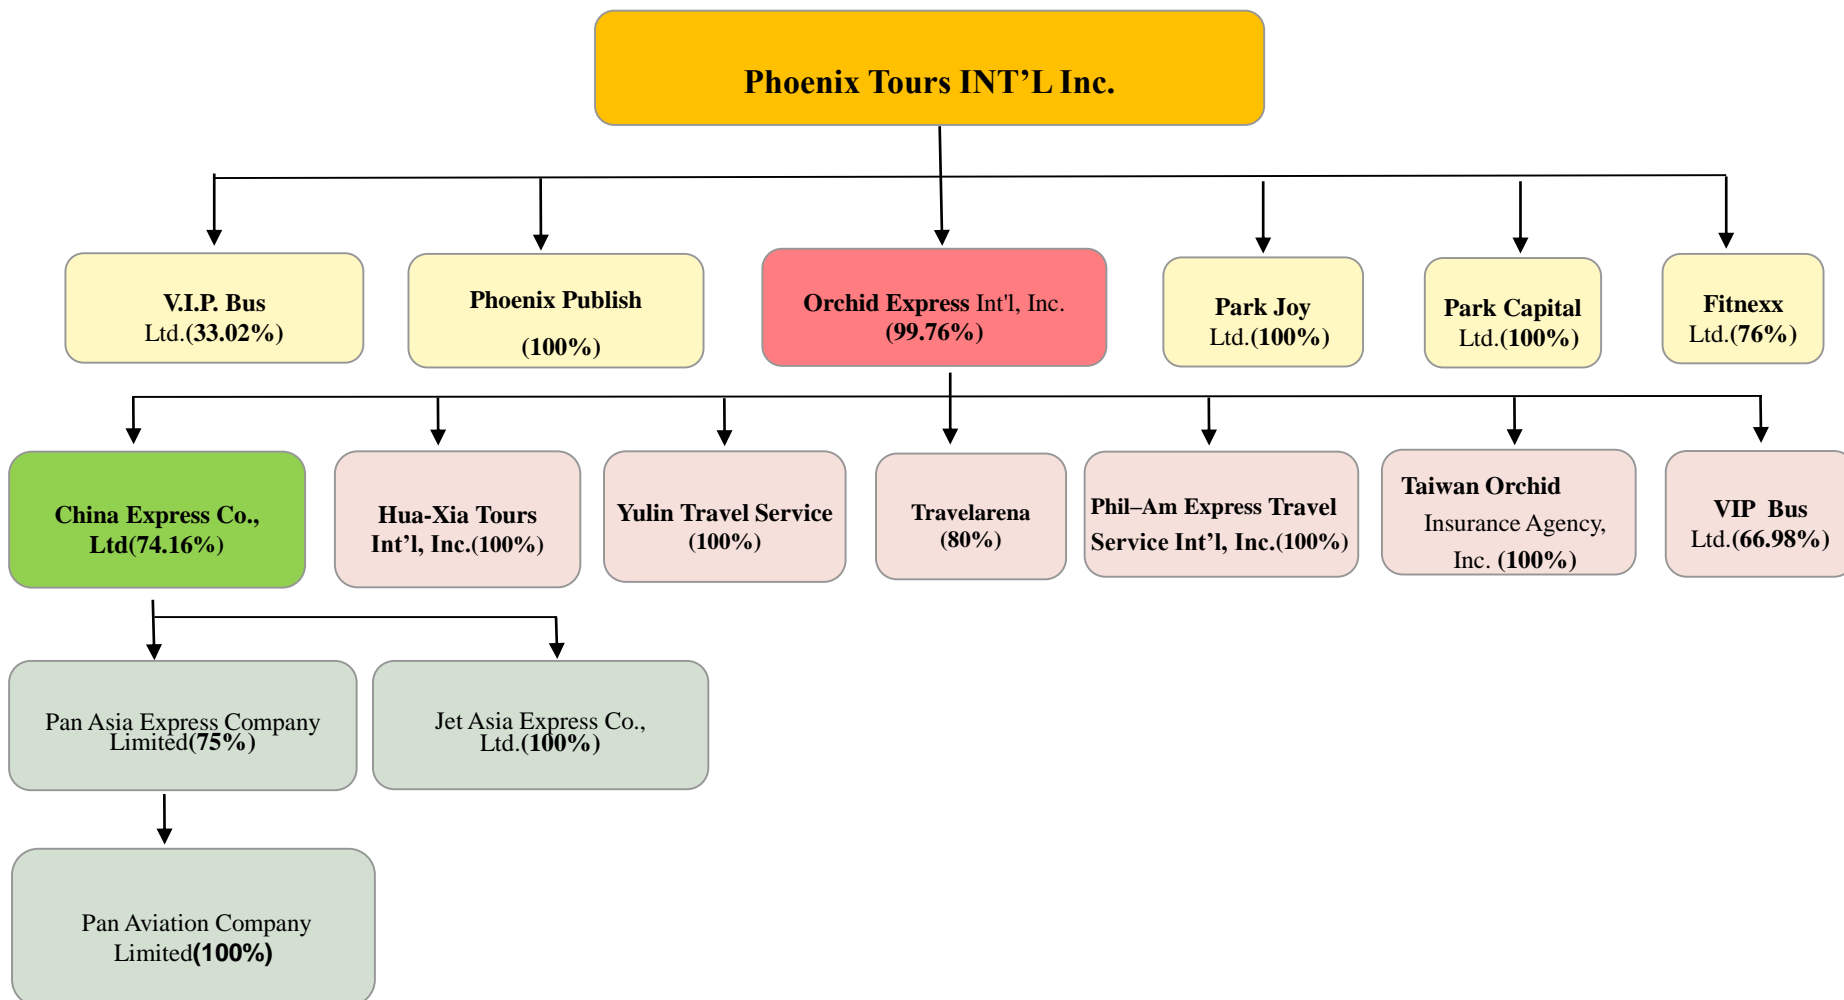 Phoenix Tours INT’L Inc.
V.I.P. Bus
Ltd.(33.02%)
Phoenix Publish
(100%)
Orchid Express Int'l, Inc.
(99.76%)
Park Joy
Ltd.(100%)
Park Capital
Ltd.(100%)
Fitnexx
Ltd.(76%)
China Express Co.,
Ltd(74.16%)
Hua-Xia Tours
Int’l, Inc.(100%)
Yulin Travel Service
(100%)
Travelarena
(80%)
Phil–Am Express Travel
Service Int’l, Inc.(100%)
Taiwan Orchid
Insurance Agency,
Inc. (100%)
VIP Bus
Ltd.(66.98%)
Pan Asia Express Company
Limited(75%)
Jet Asia Express Co.,
Ltd.(100%)
Pan Aviation Company
Limited(100%)